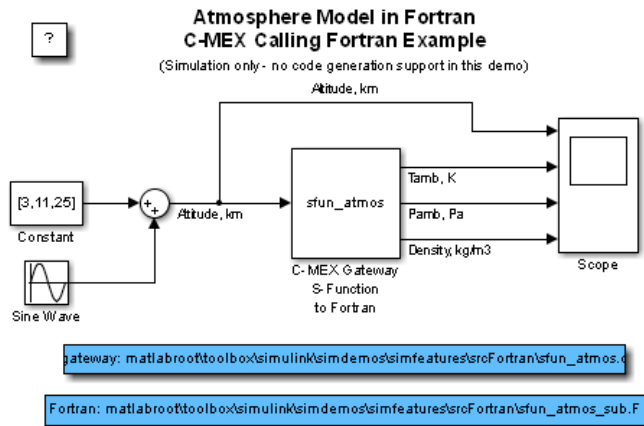 Atmosphere Model in Fortran
?
C-MEX Calling Fortran Example
(Simulation only - no code generation support in this demo)
Altitude, km
[3,11,25]
Constant
+
+
Altitude, km
sfun_atmos
Tamb, K
Pamb, Pa
Density, kg/m3
C-MEX Gateway
S-Function
to Fortran
Scope
Sine Wave
gateway: matlabroot\toolbox\simulink\simdemos\simfeatures\srcFortran\sfun_atmos.c
Fortran: matlabroot\toolbox\simulink\simdemos\simfeatures\srcFortran\sfun_atmos_sub.F